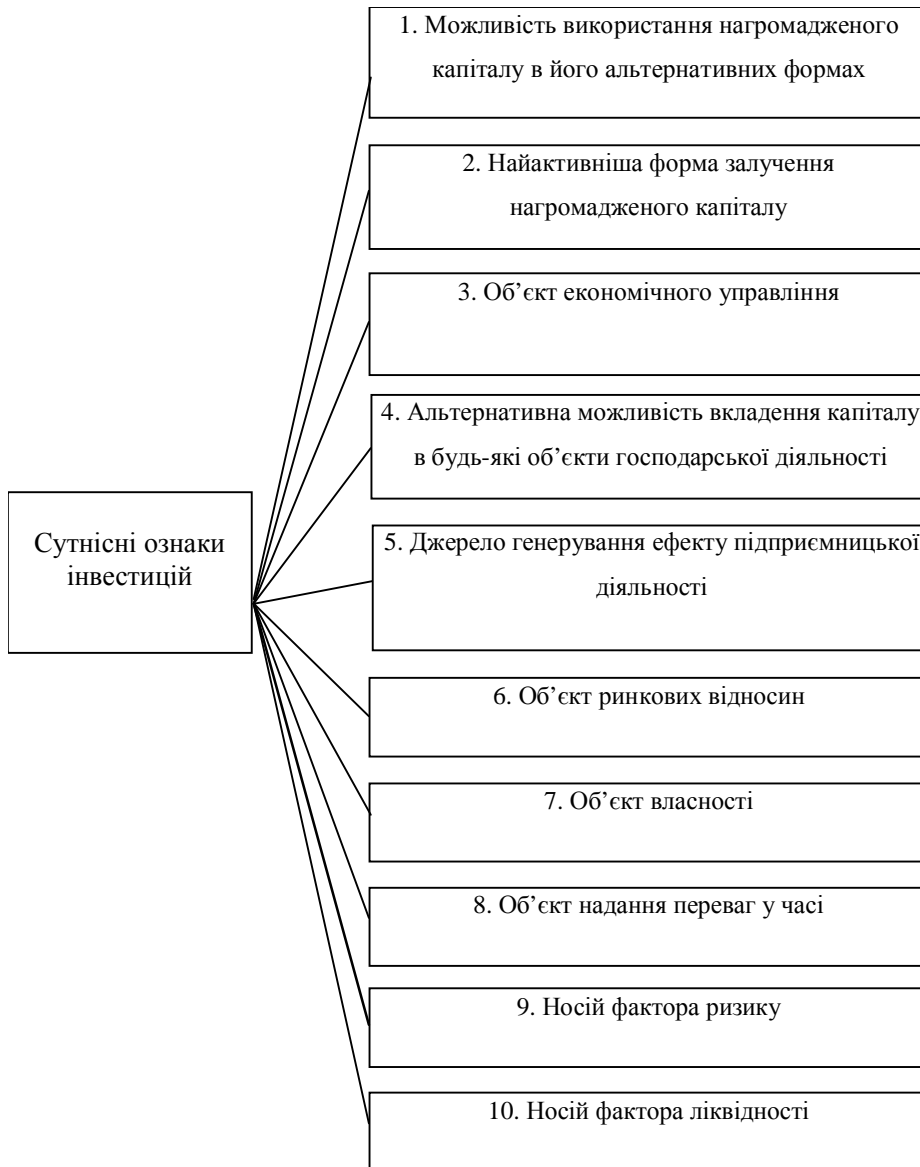 1. Можливість використання нагромадженого
капіталу в його альтернативних формах
2. Найактивніша форма залучення
нагромадженого капіталу
3. Об’єкт економічного управління
4. Альтернативна можливість вкладення капіталу
в будь-які об’єкти господарської діяльності
Сутнісні ознаки
інвестицій
5. Джерело генерування ефекту підприємницької
діяльності
6. Об’єкт ринкових відносин
7. Об’єкт власності
8. Об’єкт надання переваг у часі
9. Носій фактора ризику
10. Носій фактора ліквідності